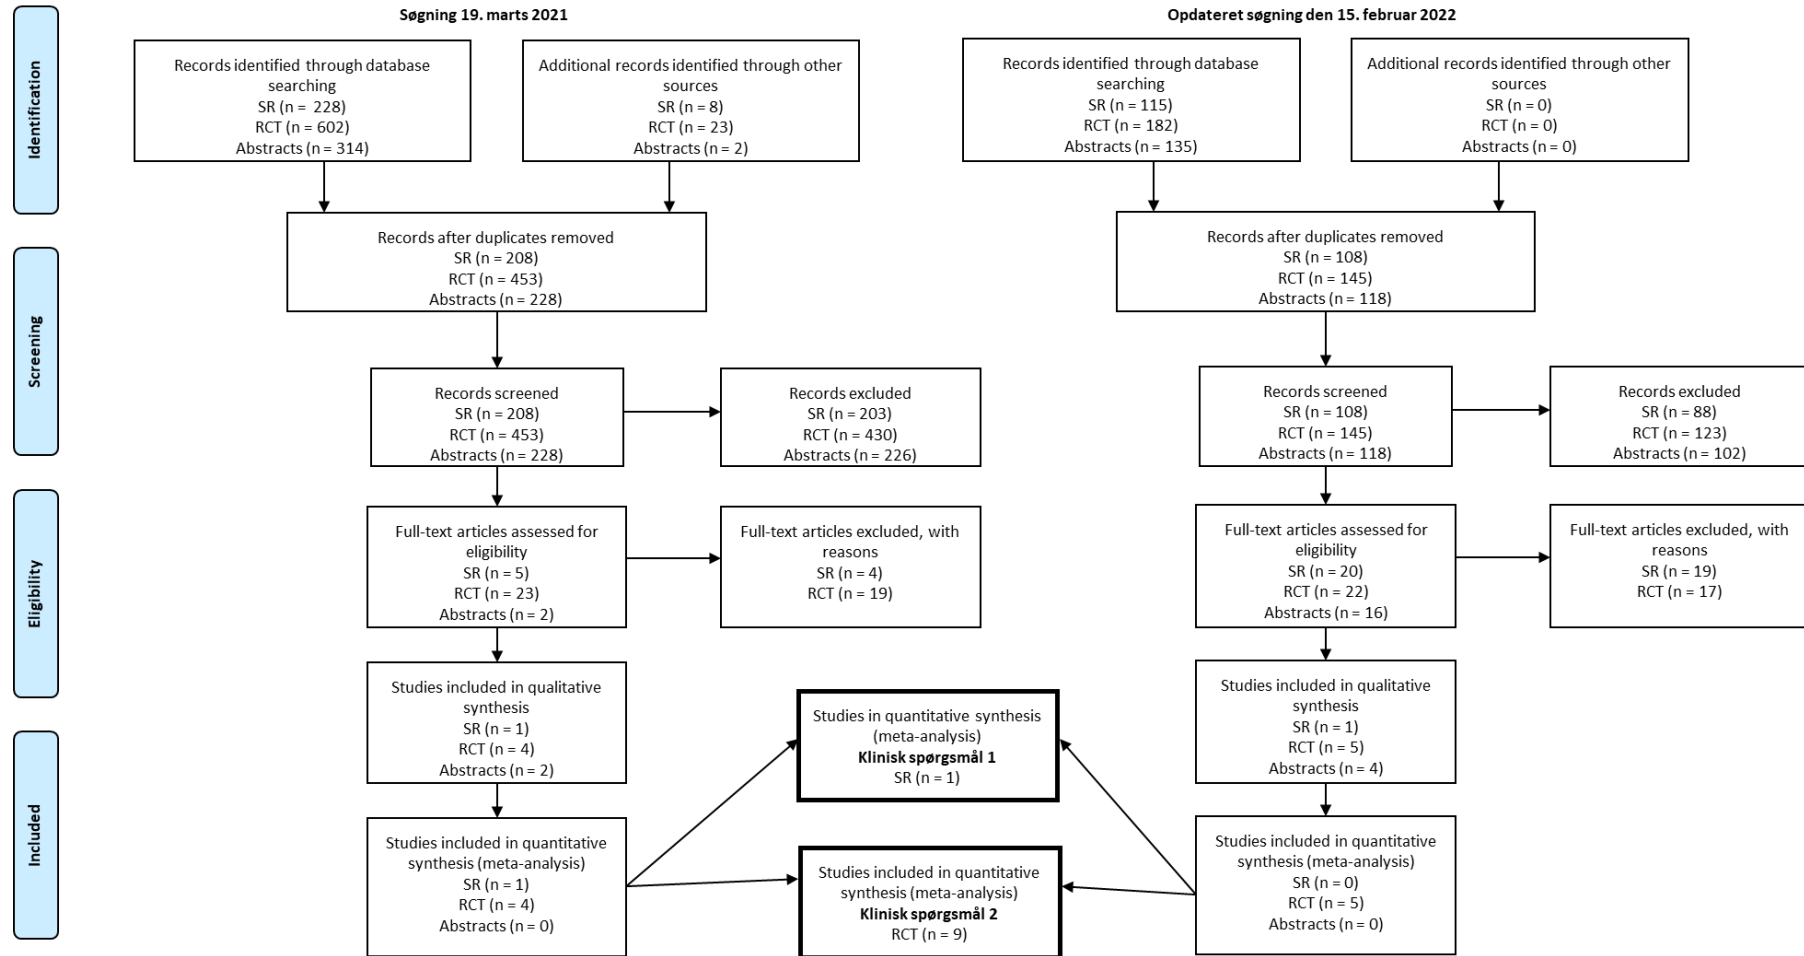 Søgning 19. marts 2021
Opdateret søgning den 15. februar 2022
Identification
Records identified through database
searching
SR (n = 228)
RCT (n = 602)
Abstracts (n = 314)
Additional records identified through other
sources
SR (n = 8)
RCT (n = 23)
Abstracts (n = 2)
Records identified through database
searching
SR (n = 115)
RCT (n = 182)
Abstracts (n = 135)
Additional records identified through other
sources
SR (n = 0)
RCT (n = 0)
Abstracts (n = 0)
Records after duplicates removed
SR (n = 208)
RCT (n = 453)
Abstracts (n = 228)
Records after duplicates removed
SR (n = 108)
RCT (n = 145)
Abstracts (n = 118)
Screening
Records screened
SR (n = 208)
RCT (n = 453)
Abstracts (n = 228)
Records excluded
SR (n = 203)
RCT (n = 430)
Abstracts (n = 226)
Records screened
SR (n = 108)
RCT (n = 145)
Abstracts (n = 118)
Records excluded
SR (n = 88)
RCT (n = 123)
Abstracts (n = 102)
Eligibility
Full-text articles assessed for
eligibility
SR (n = 5)
RCT (n = 23)
Abstracts (n = 2)
Full-text articles excluded, with
reasons
SR (n = 4)
RCT (n = 19)
Full-text articles assessed for
eligibility
SR (n = 20)
RCT (n = 22)
Abstracts (n = 16)
Full-text articles excluded, with
reasons
SR (n = 19)
RCT (n = 17)
Studies included in qualitative
synthesis
SR (n = 1)
RCT (n = 4)
Abstracts (n = 2)
Studies in quantitative synthesis
(meta-analysis)
Klinisk spørgsmål 1
SR (n = 1)
Studies included in qualitative
synthesis
SR (n = 1)
RCT (n = 5)
Abstracts (n = 4)
Included
Studies included in quantitative
synthesis (meta-analysis)
SR (n = 1)
RCT (n = 4)
Abstracts (n = 0)
Studies included in quantitative
synthesis (meta-analysis)
Klinisk spørgsmål 2
RCT (n = 9)
Studies included in quantitative
synthesis (meta-analysis)
SR (n = 0)
RCT (n = 5)
Abstracts (n = 0)